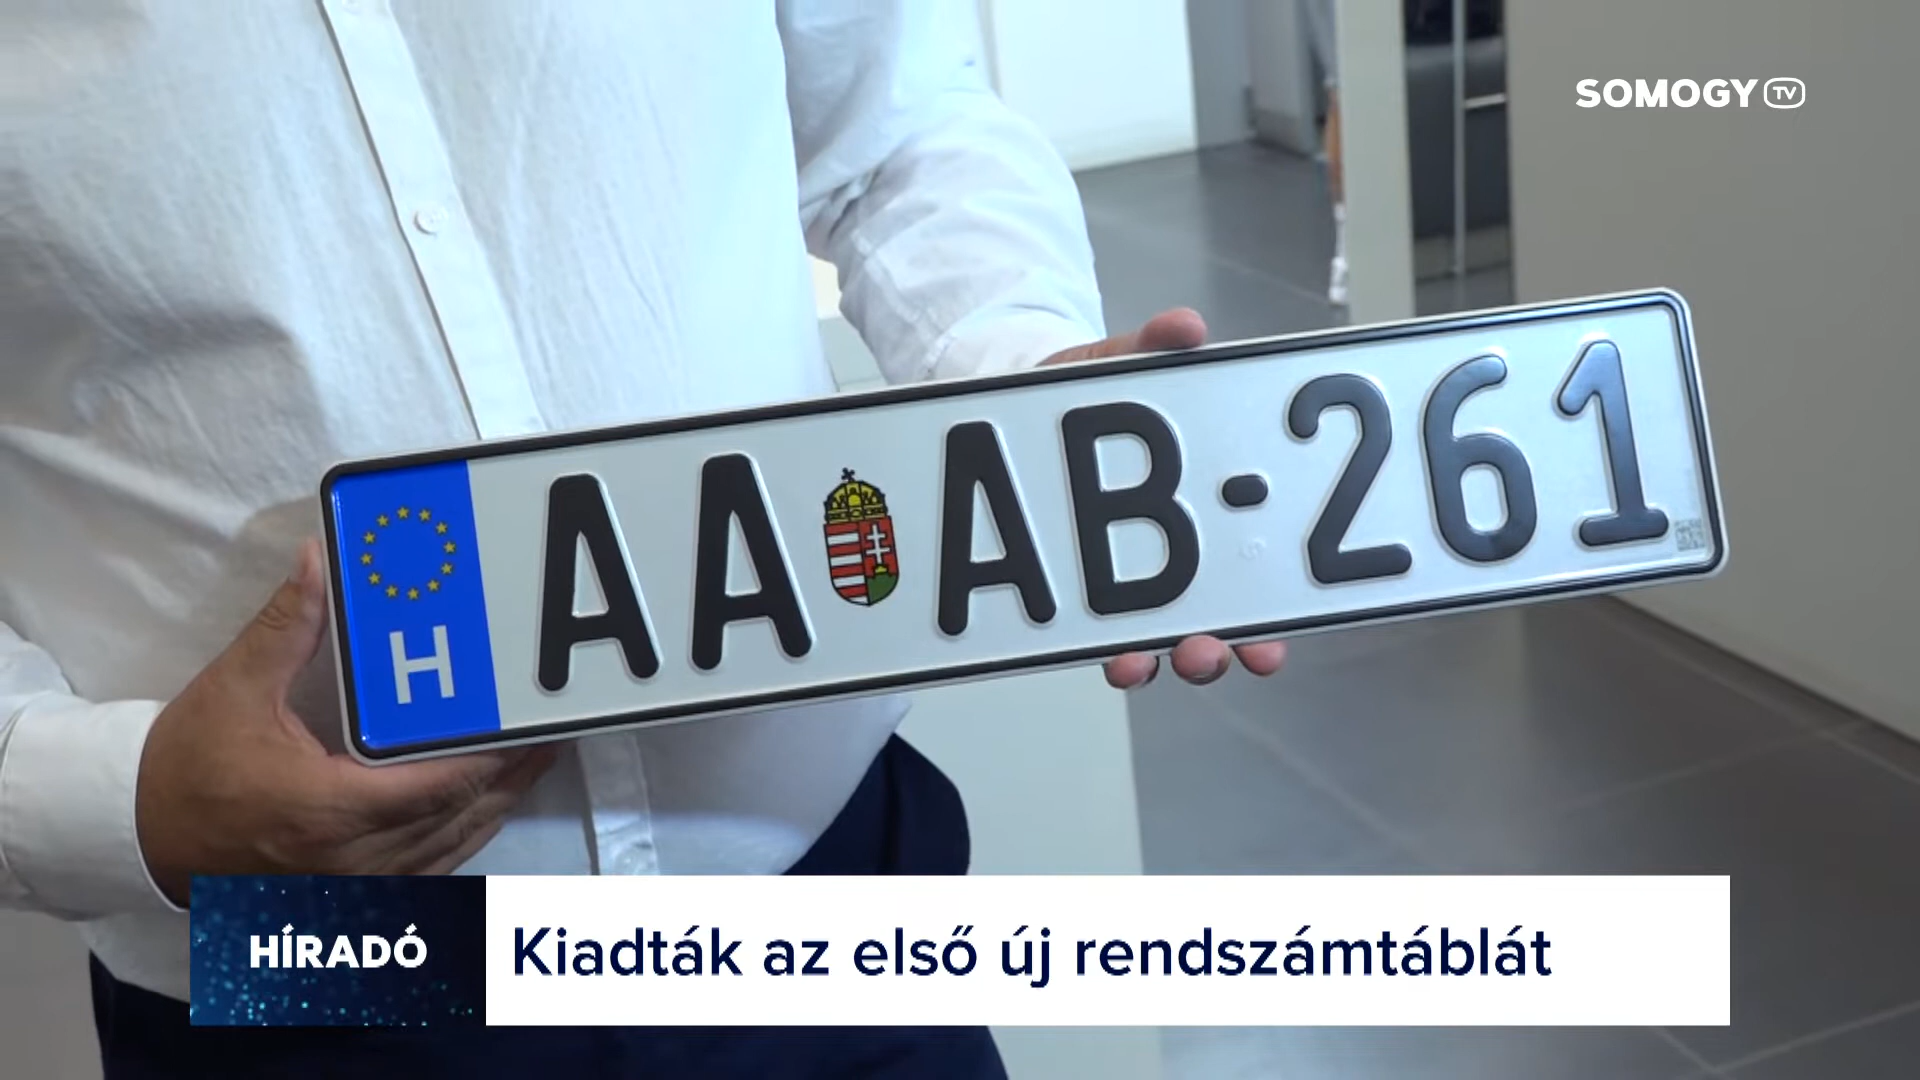 SOMOGY TV
H
AA AB-261
HÍRADÓ
Kiadták az első új rendszámtáblát